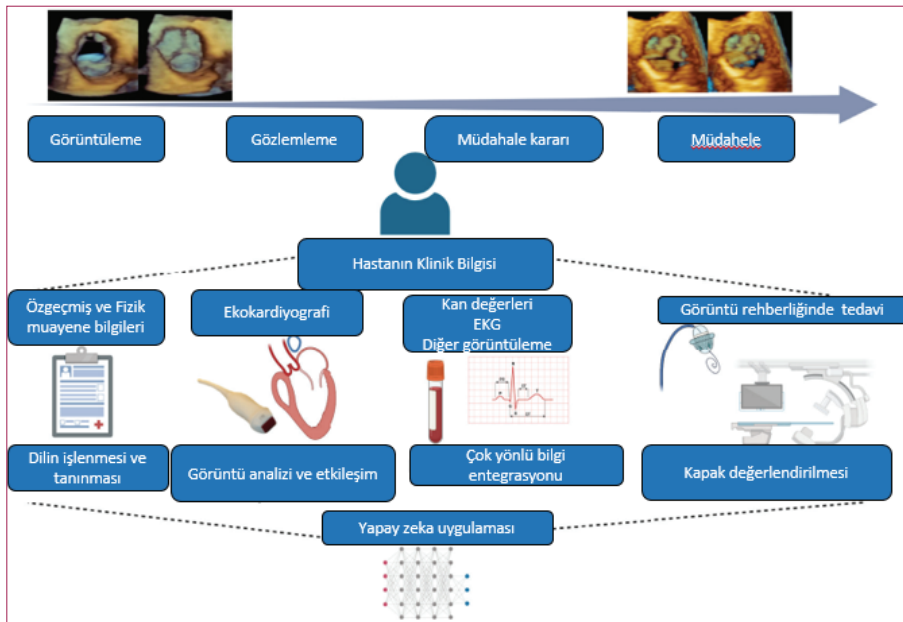 Görüntüleme
Gözlemleme
Müdahale kararı
Müdahele
Hastanın Klinik Bilgisi
Özgeçmiş ve Fizik
muayene bilgileri
Ekokardiyografi
Kan değerleri
EKG
Diğer görüntüleme
Görüntü rehberliğinde tedavi
Dilin işlenmesi ve
tanınması
Görüntü analizi ve etkileşim
Çok yönlü bilgi
entegrasyonu
Kapak değerlendirilmesi
Yapay zeka uygulaması